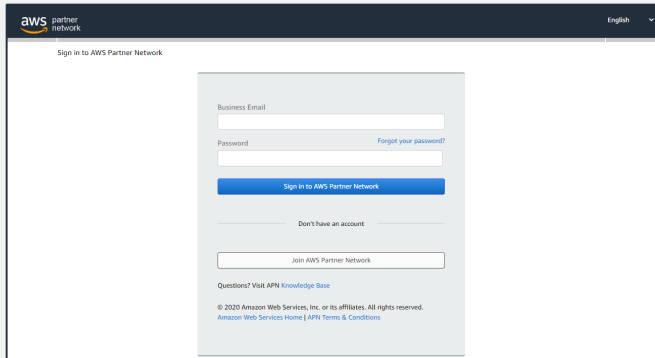 aws partner network
English
Sign in to AWS Partner Network
Business Email
Password
Forgot your password?
Sign in to AWS Partner Network
Don't have an account
Join AWS Partner Network
Questions? Visit APN Knowledge Base
© 2020 Amazon Web Services, Inc. or its affiliates. All rights reserved.
Amazon Web Services Home | APN Terms & Conditions